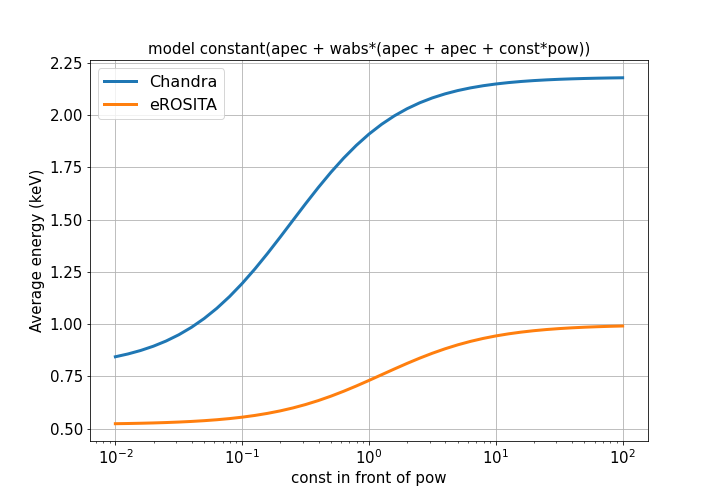 model constant(apec + wabs*(apec + apec + const*pow))
Chandra
eROSITA
Average energy (keV)
2.25
2.00
1.75
1.50
1.25
1.00
0.75
0.50
10⁻² 10⁻¹ 10⁰ 10¹ 10²
const in front of pow